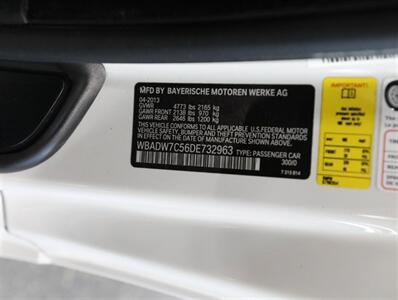 MFD BY BAYERISCHE MOTOREN WERKE AG
04-2013
GVWR 4773 lbs 2165 kg
GAWR FRONT 2138 lbs 970 kg
GAWR REAR 2646 lbs 1200 kg
THIS VEHICLE CONFORMS TO ALL APPLICABLE U.S. FEDERAL MOTOR
VEHICLE SAFETY, BUMPER, AND THEFT PREVENTION STANDARDS IN
EFFECT ON THE DATE OF MANUFACTURE SHOWN ABOVE.
WBADW7C56DE732963 TYPE: PASSENGER CAR
300/0
IMPORTANT!